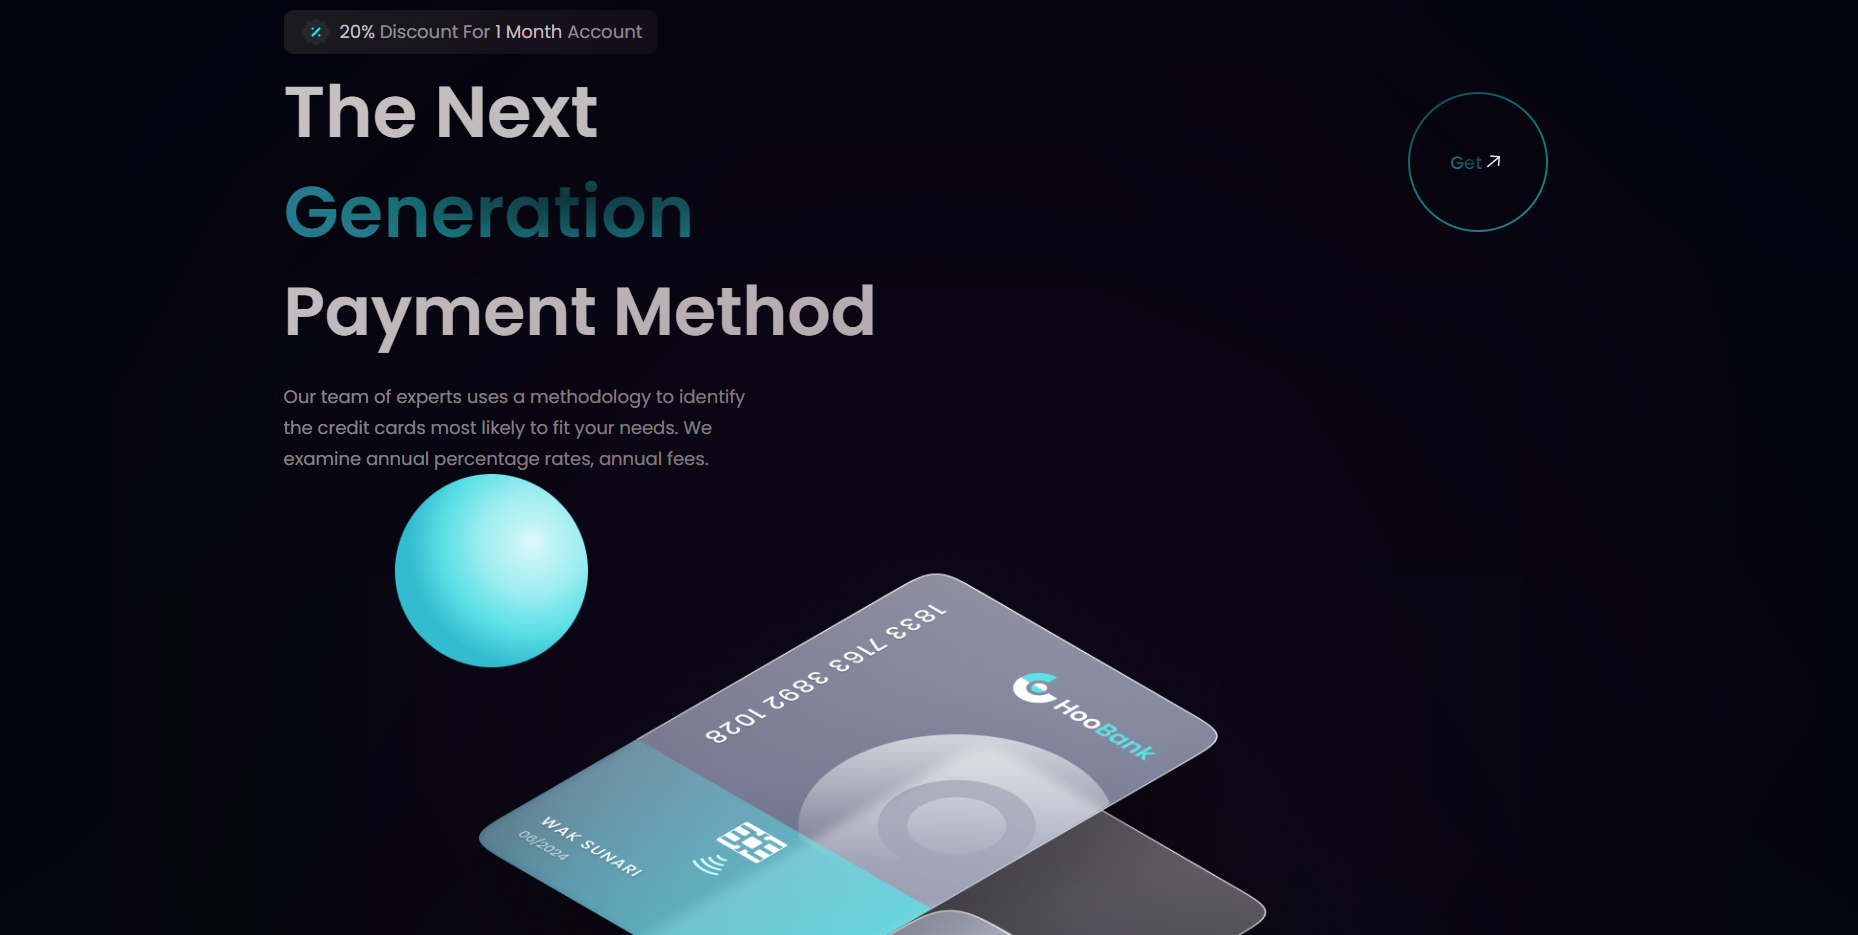 20% Discount For 1 Month Account
The Next
Get
Generation
Payment Method
Our team of experts uses a methodology to identify
the credit cards most likely to fit your needs. We
examine annual percentage rates, annual fees.
1833 7163 3892 1028
HooBank
WAK SUNARI
06/2024